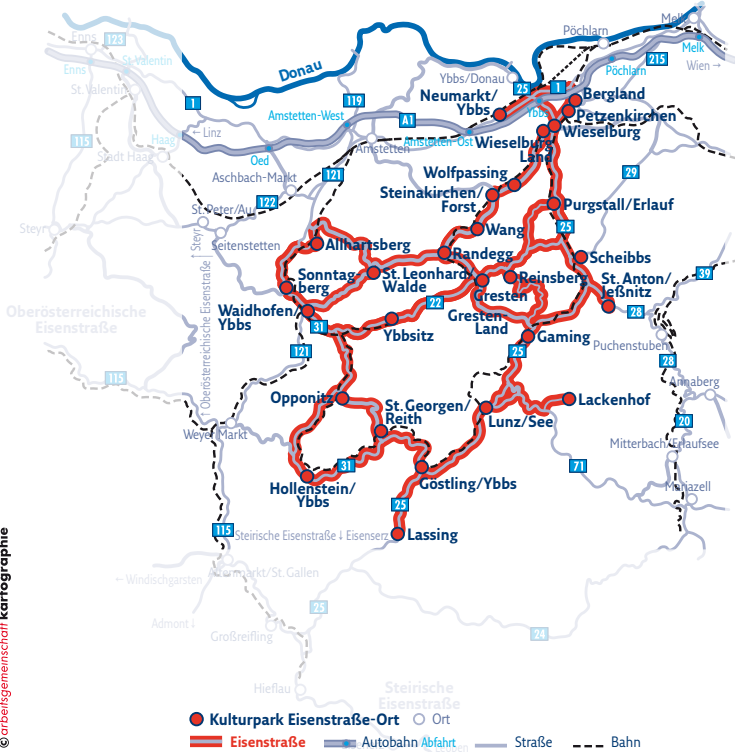 Melk
Pöchlarn
Enns
123
St. Valentin
Melk
215
Wien →
Donau
Enns
Pöchlarn
Ybbs/Donau
St. Valentin
25
1
Neumarkt/
Ybbs
Bergland
1
119
Ybbs
Petzenkirchen
Amstetten-West
A1
Wieselburg
← Linz
115
Haag
Amstetten
Amstetten-Ost
Wieselburg
Land
Stadt Haag
Oed
Aschbach-Markt
121
Wolfpassing
29
Steinakirchen/
Forst
122
St. Peter/Au
Purgstall/Erlauf
Steyr
Seitenstetten
Wang
25
Allhartsberg
Randegg
Scheibbs
↑ Steyr
Sonntag-
berg
St. Leonhard/
Walde
Reinsberg
St. Anton/
Jeßnitz
39
Gresten
Oberösterreichische
Eisenstraße
↑ Oberösterreichische Eisenstraße
Waidhofen/
Ybbs
31
22
Gresten
Land
28
Ybbsitz
Gaming
Puchenstuben
121
25
28
115
Annaberg
Opponitz
St. Georgen/
Reith
Lackenhof
Lunz/See
20
Weyer Markt
Mitterbach/Erlaufsee
31
71
Hollenstein/
Ybbs
Göstling/Ybbs
Mariazell
25
115
Steirische Eisenstraße ↓ Eisenerz
Lassing
Altenmarkt/St. Gallen
← Windischgarsten
25
Admont ↓
Großreifling
24
Hieflau
Steirische
Eisenstraße
Kulturpark Eisenstraße-Ort
Ort
Eisenstraße
Autobahn Abfahrt
Straße
Bahn
Leoben
© arbeitsgemeinschaft kartographie